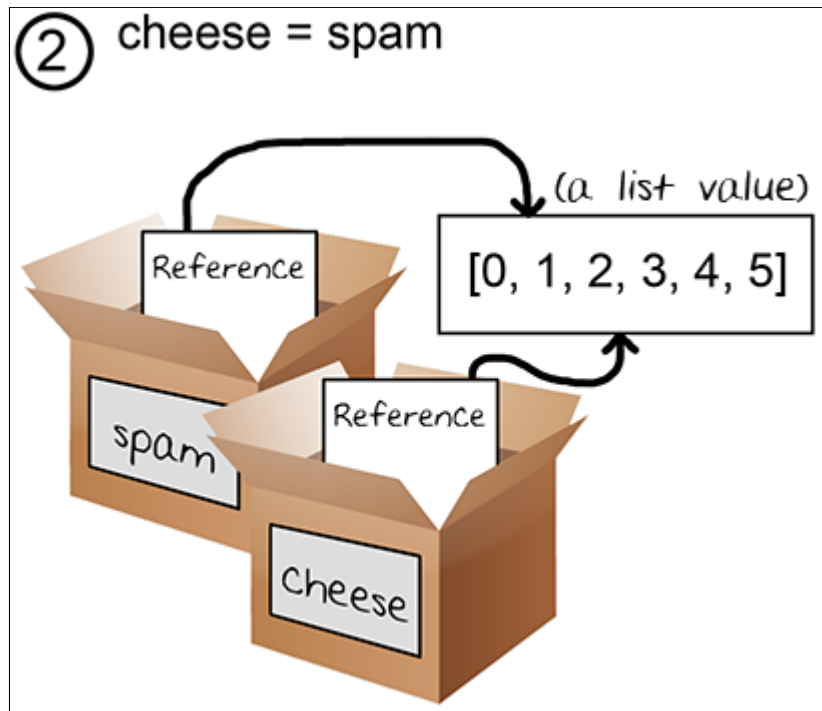 2 cheese = spam
(a list value)
Reference
[0, 1, 2, 3, 4, 5]
Reference
spam
cheese